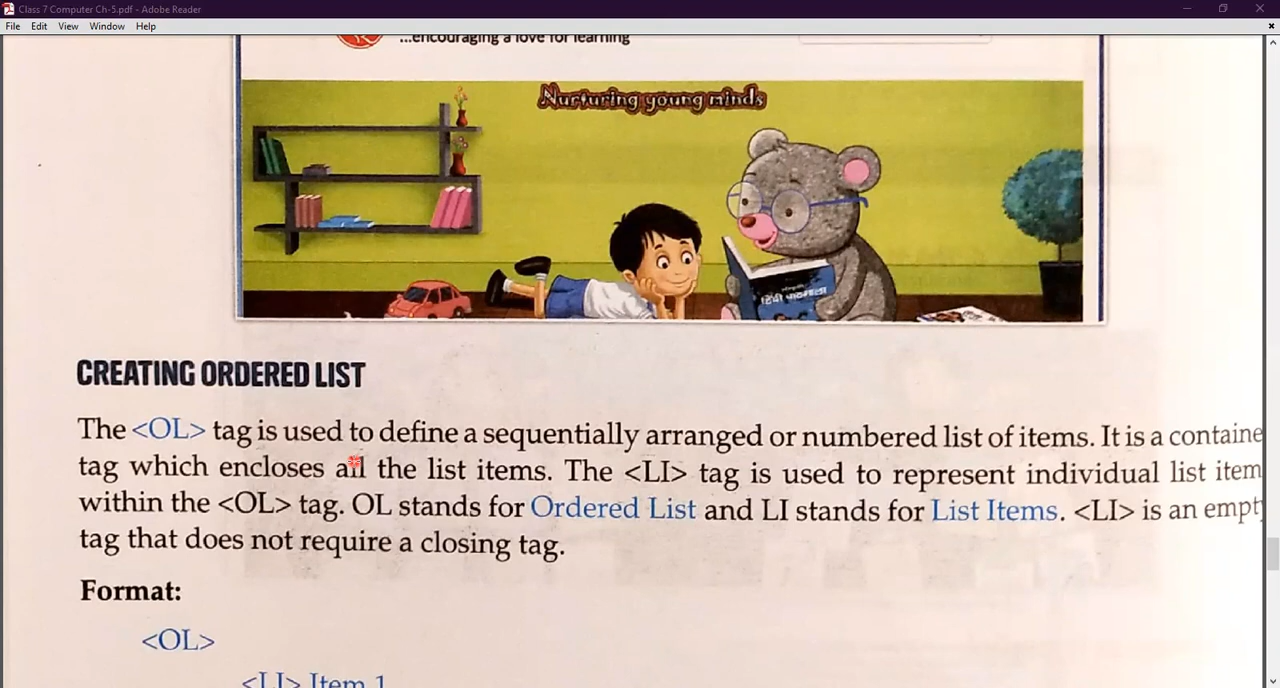 Class 7 Computer Ch-5.pdf - Adobe Reader
File Edit View Window Help
...encouraging a love for learning
Nurturing young minds
हिंदी पाठमाला
CREATING ORDERED LIST
The <OL> tag is used to define a sequentially arranged or numbered list of items. It is a containe
tag which encloses all the list items. The <LI> tag is used to represent individual list item
within the <OL> tag. OL stands for Ordered List and LI stands for List Items. <LI> is an empty
tag that does not require a closing tag.
Format:
<OL>
<LI> Item 1